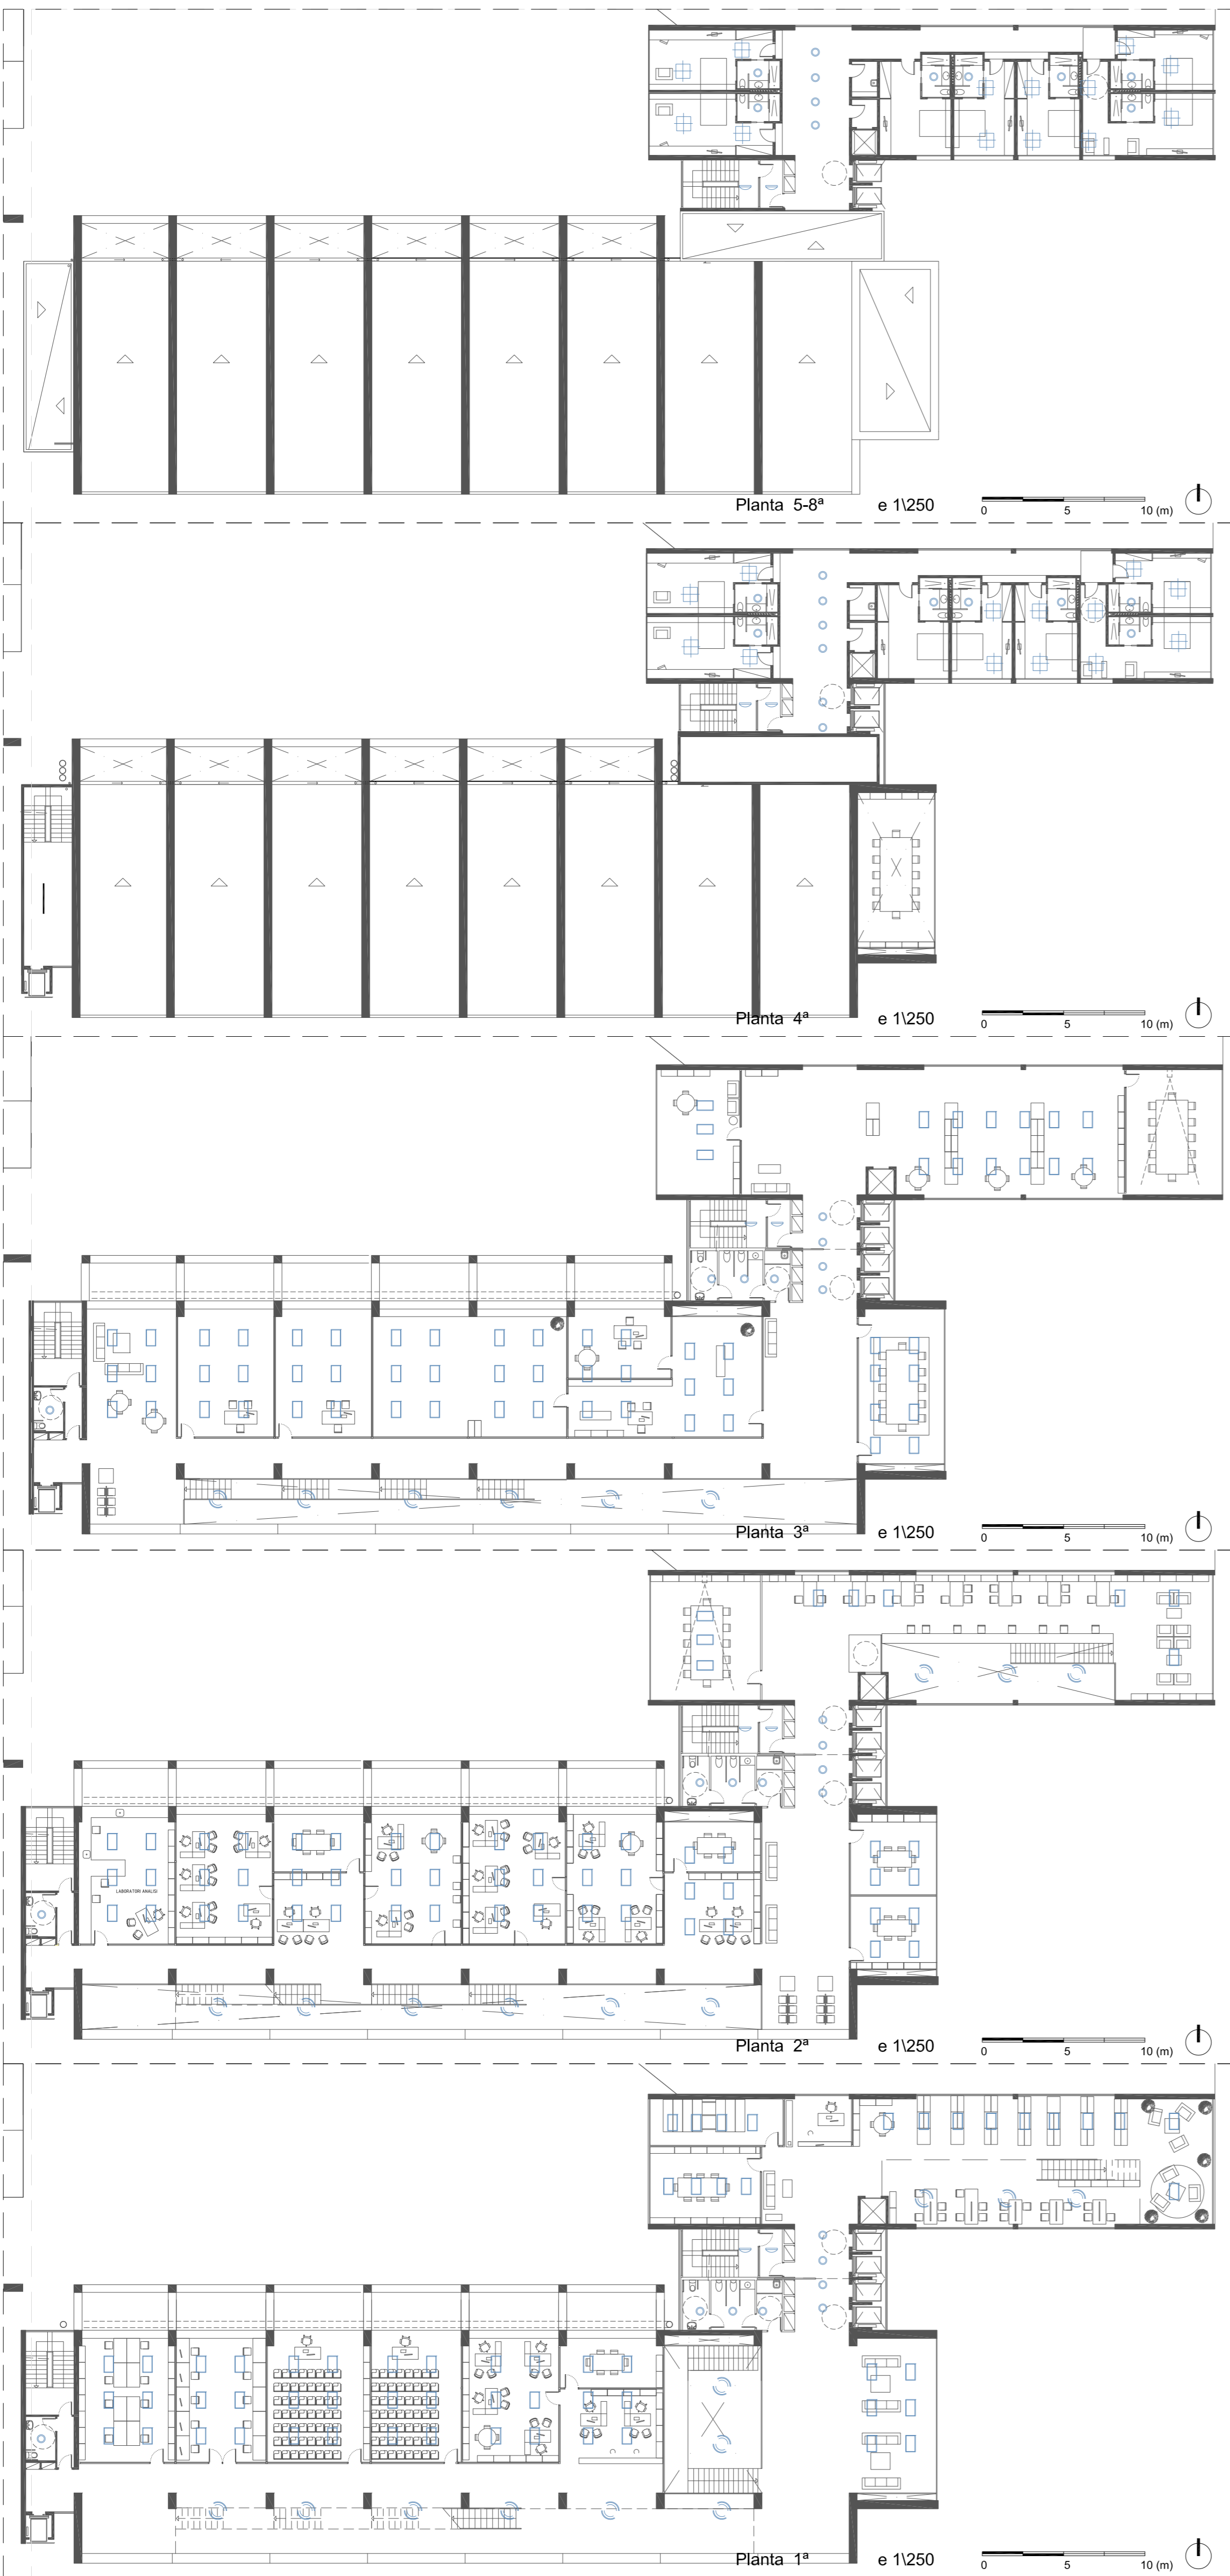 Planta 5-8ª e 1\250 0 5 10 (m)
Planta 4ª e 1\250 0 5 10 (m)
Planta 3ª e 1\250 0 5 10 (m)
LABORATORI ANALSI
Planta 2ª e 1\250 0 5 10 (m)
Planta 1ª e 1\250 0 5 10 (m)